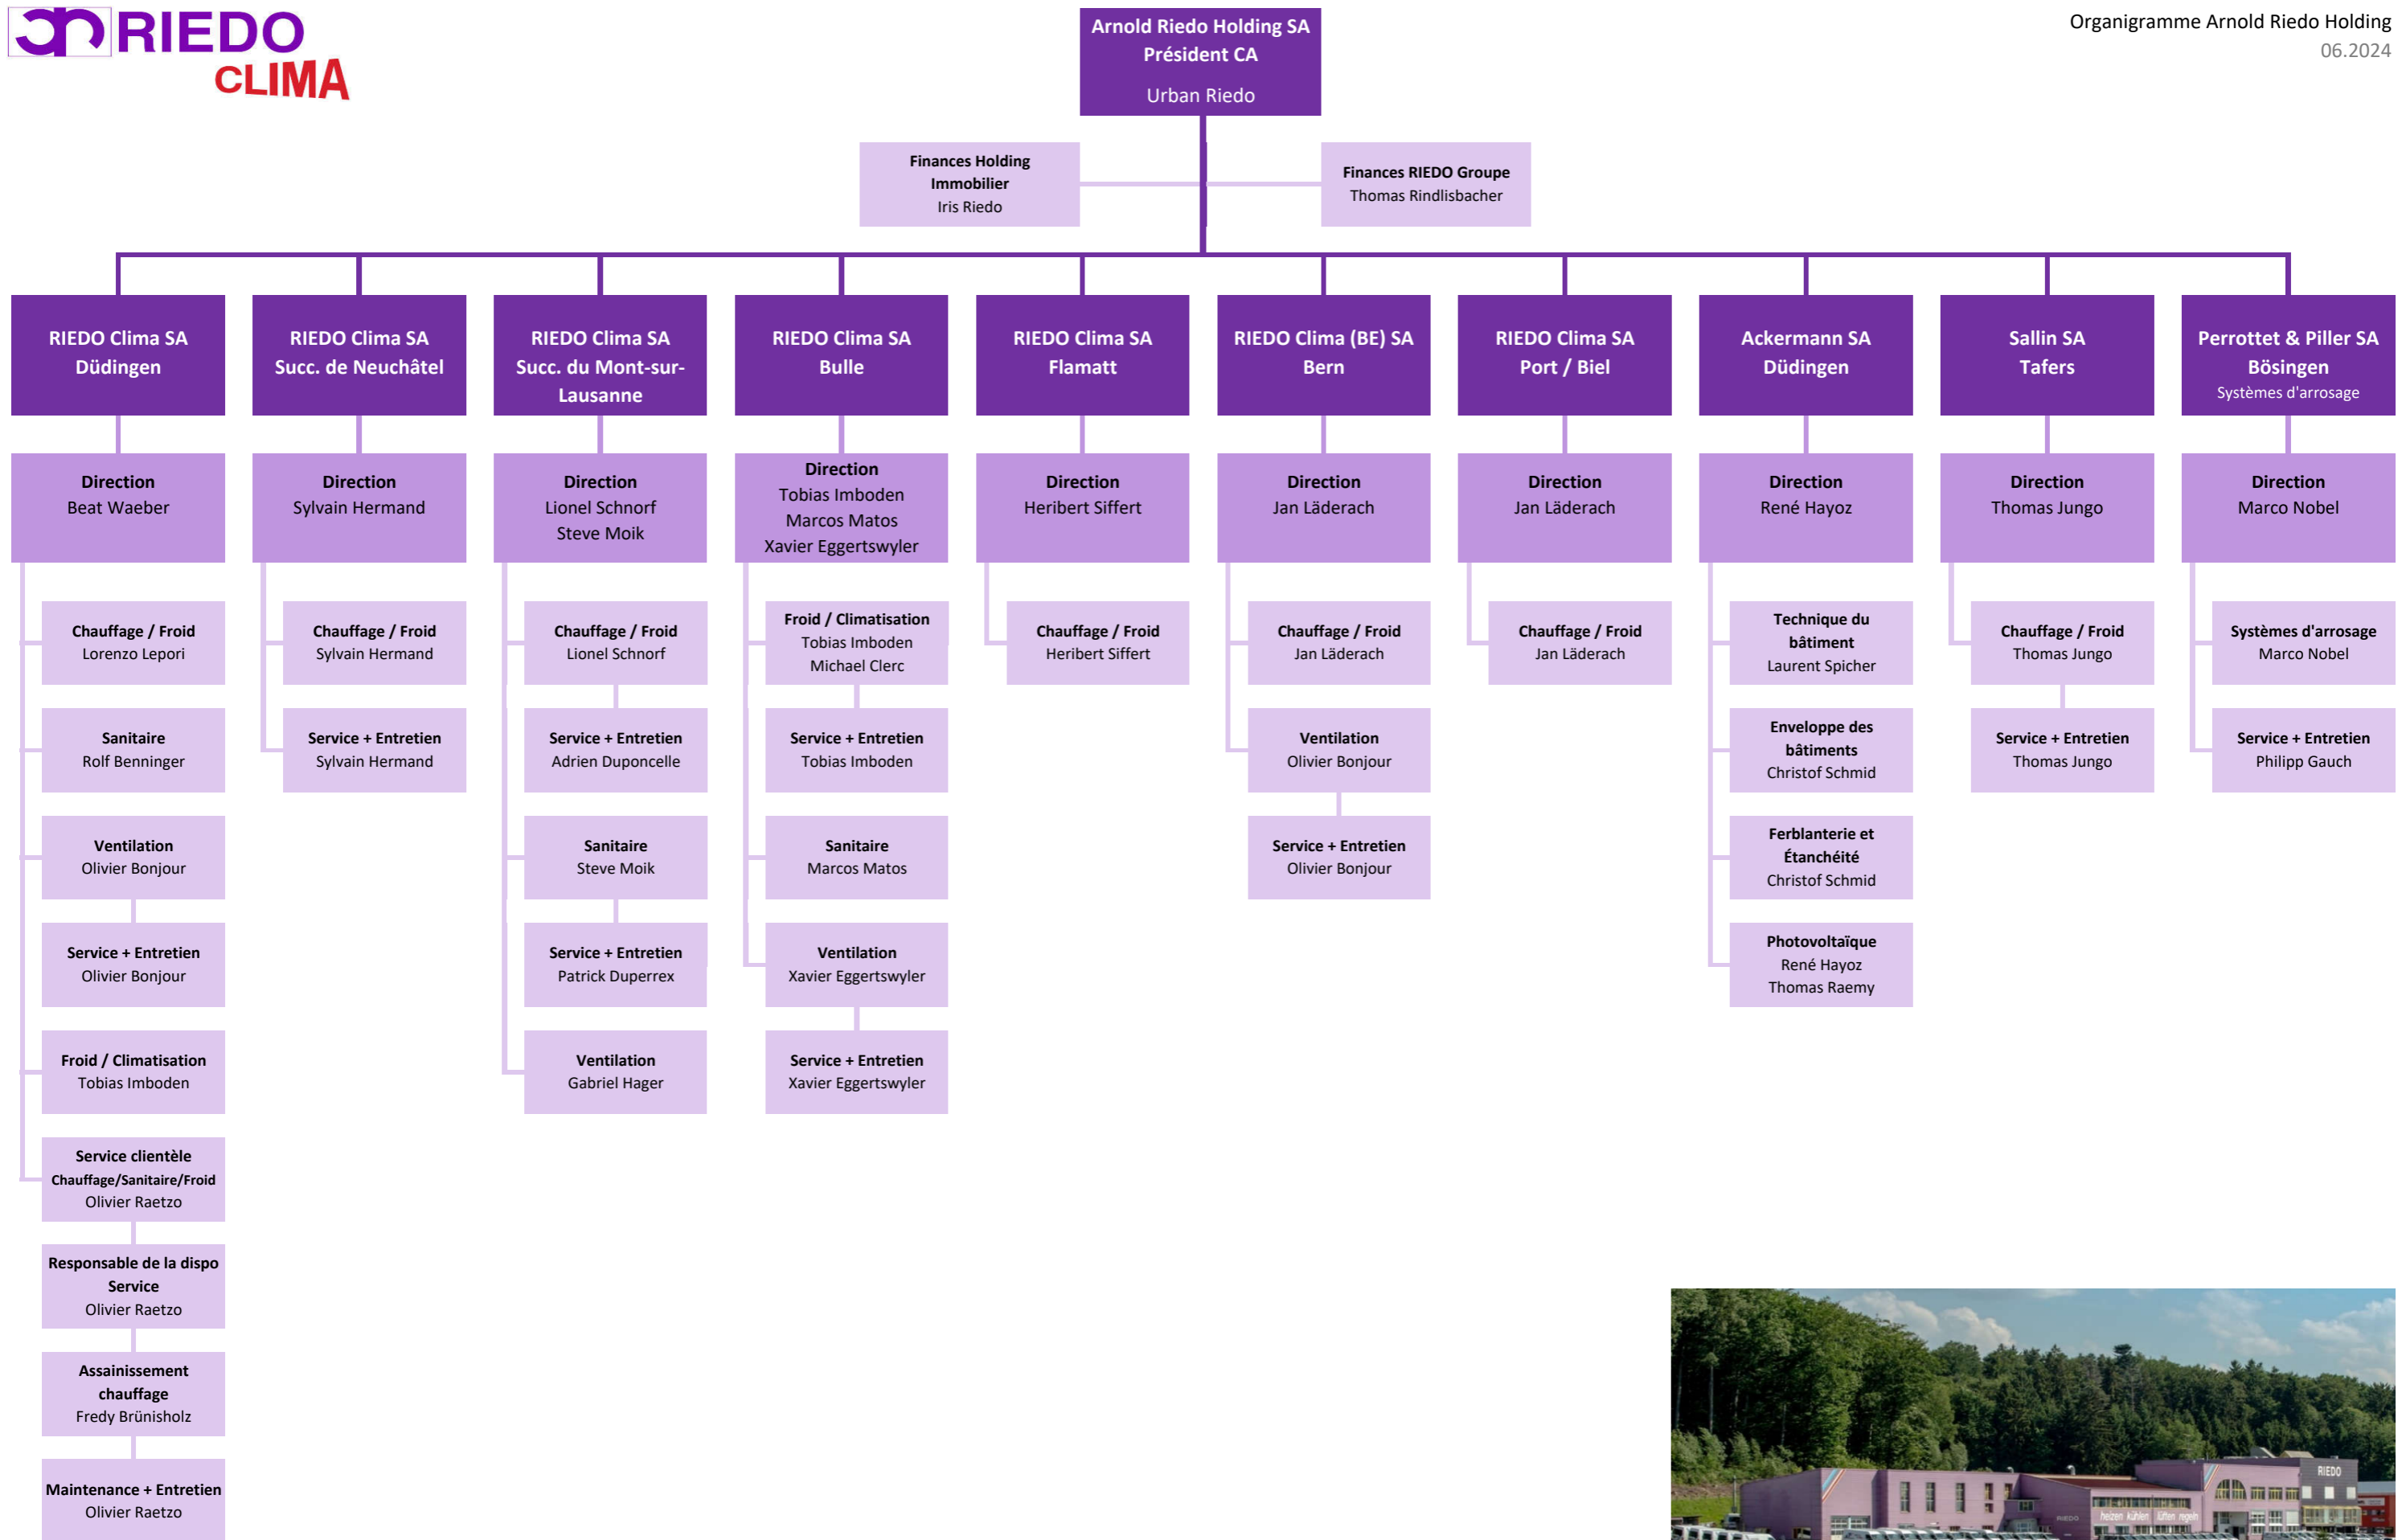 RIEDO
CLIMA
Arnold Riedo Holding SA
Président CA
Urban Riedo
Organigramme Arnold Riedo Holding
06.2024
Finances Holding
Immobilier
Iris Riedo
Finances RIEDO Groupe
Thomas Rindlisbacher
RIEDO Clima SA
Düdingen
Direction
Beat Waeber
Chauffage / Froid
Lorenzo Lepori
Sanitaire
Rolf Benninger
Ventilation
Olivier Bonjour
Service + Entretien
Olivier Bonjour
Froid / Climatisation
Tobias Imboden
Service clientèle
Chauffage/Sanitaire/Froid
Olivier Raetzo
Responsable de la dispo
Service
Olivier Raetzo
Assainissement
chauffage
Fredy Brünisholz
Maintenance + Entretien
Olivier Raetzo
RIEDO Clima SA
Succ. de Neuchâtel
Direction
Sylvain Hermand
Chauffage / Froid
Sylvain Hermand
Service + Entretien
Sylvain Hermand
RIEDO Clima SA
Succ. du Mont-sur-
Lausanne
Direction
Lionel Schnorf
Steve Moik
Chauffage / Froid
Lionel Schnorf
Service + Entretien
Adrien Duponcelle
Sanitaire
Steve Moik
Service + Entretien
Patrick Duperrex
Ventilation
Gabriel Hager
RIEDO Clima SA
Bulle
Direction
Tobias Imboden
Marcos Matos
Xavier Eggertswyler
Froid / Climatisation
Tobias Imboden
Michael Clerc
Service + Entretien
Tobias Imboden
Sanitaire
Marcos Matos
Ventilation
Xavier Eggertswyler
Service + Entretien
Xavier Eggertswyler
RIEDO Clima SA
Flamatt
Direction
Heribert Siffert
Chauffage / Froid
Heribert Siffert
RIEDO Clima (BE) SA
Bern
Direction
Jan Läderach
Chauffage / Froid
Jan Läderach
Ventilation
Olivier Bonjour
Service + Entretien
Olivier Bonjour
RIEDO Clima SA
Port / Biel
Direction
Jan Läderach
Chauffage / Froid
Jan Läderach
Ackermann SA
Düdingen
Direction
René Hayoz
Technique du
bâtiment
Laurent Spicher
Enveloppe des
bâtiments
Christof Schmid
Ferblanterie et
Étanchéité
Christof Schmid
Photovoltaïque
René Hayoz
Thomas Raemy
Sallin SA
Tafers
Direction
Thomas Jungo
Chauffage / Froid
Thomas Jungo
Service + Entretien
Thomas Jungo
Perrottet & Piller SA
Bösingen
Systèmes d'arrosage
Direction
Marco Nobel
Systèmes d'arrosage
Marco Nobel
Service + Entretien
Philipp Gauch
RIEDO
RIEDO
heizen kühlen lüften regeln